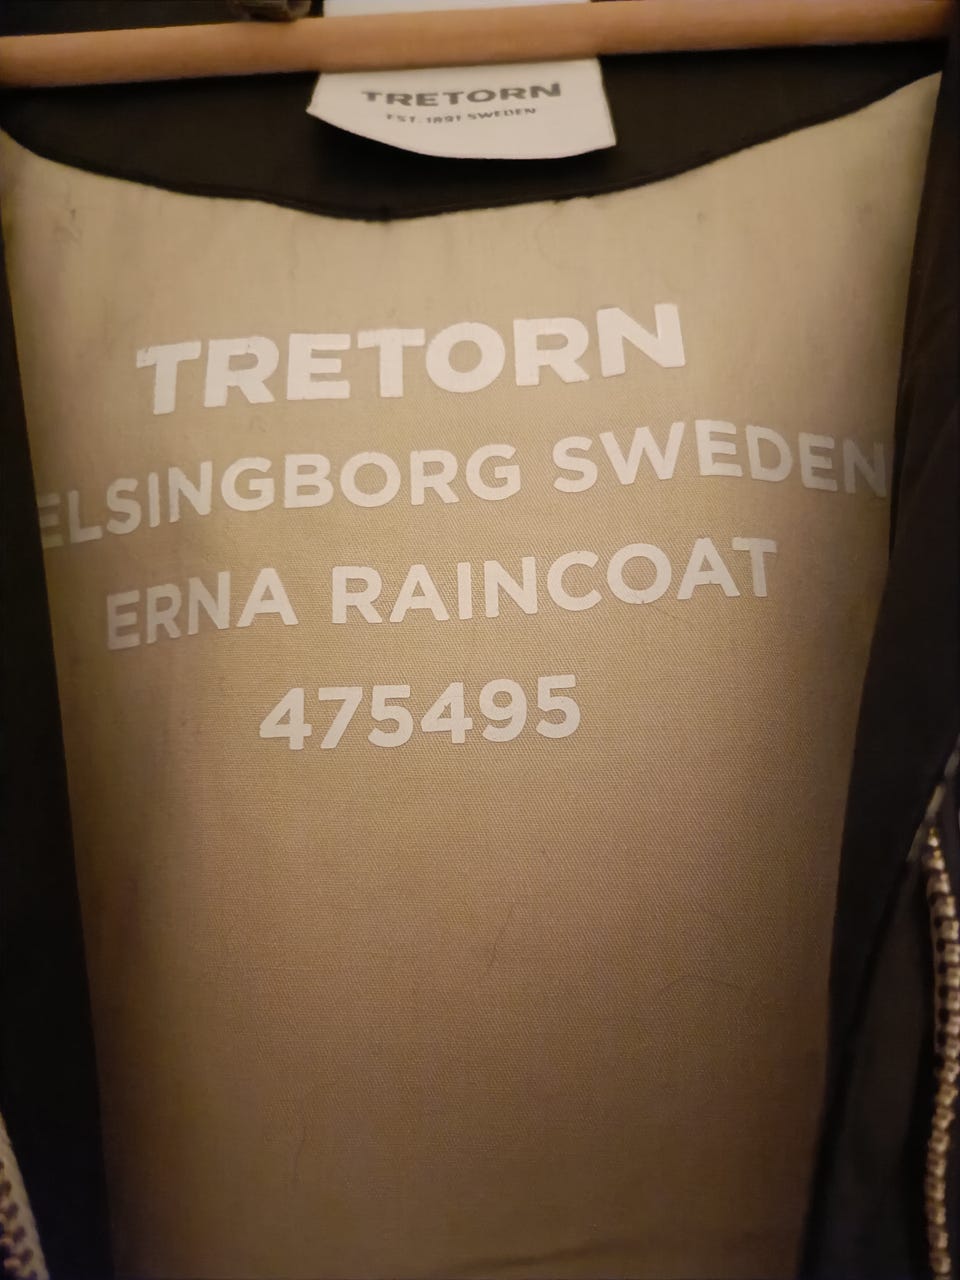 TRETORN
EST. 1891 SWEDEN
TRETORN
ELSINGBORG SWEDEN
ERNA RAINCOAT
475495